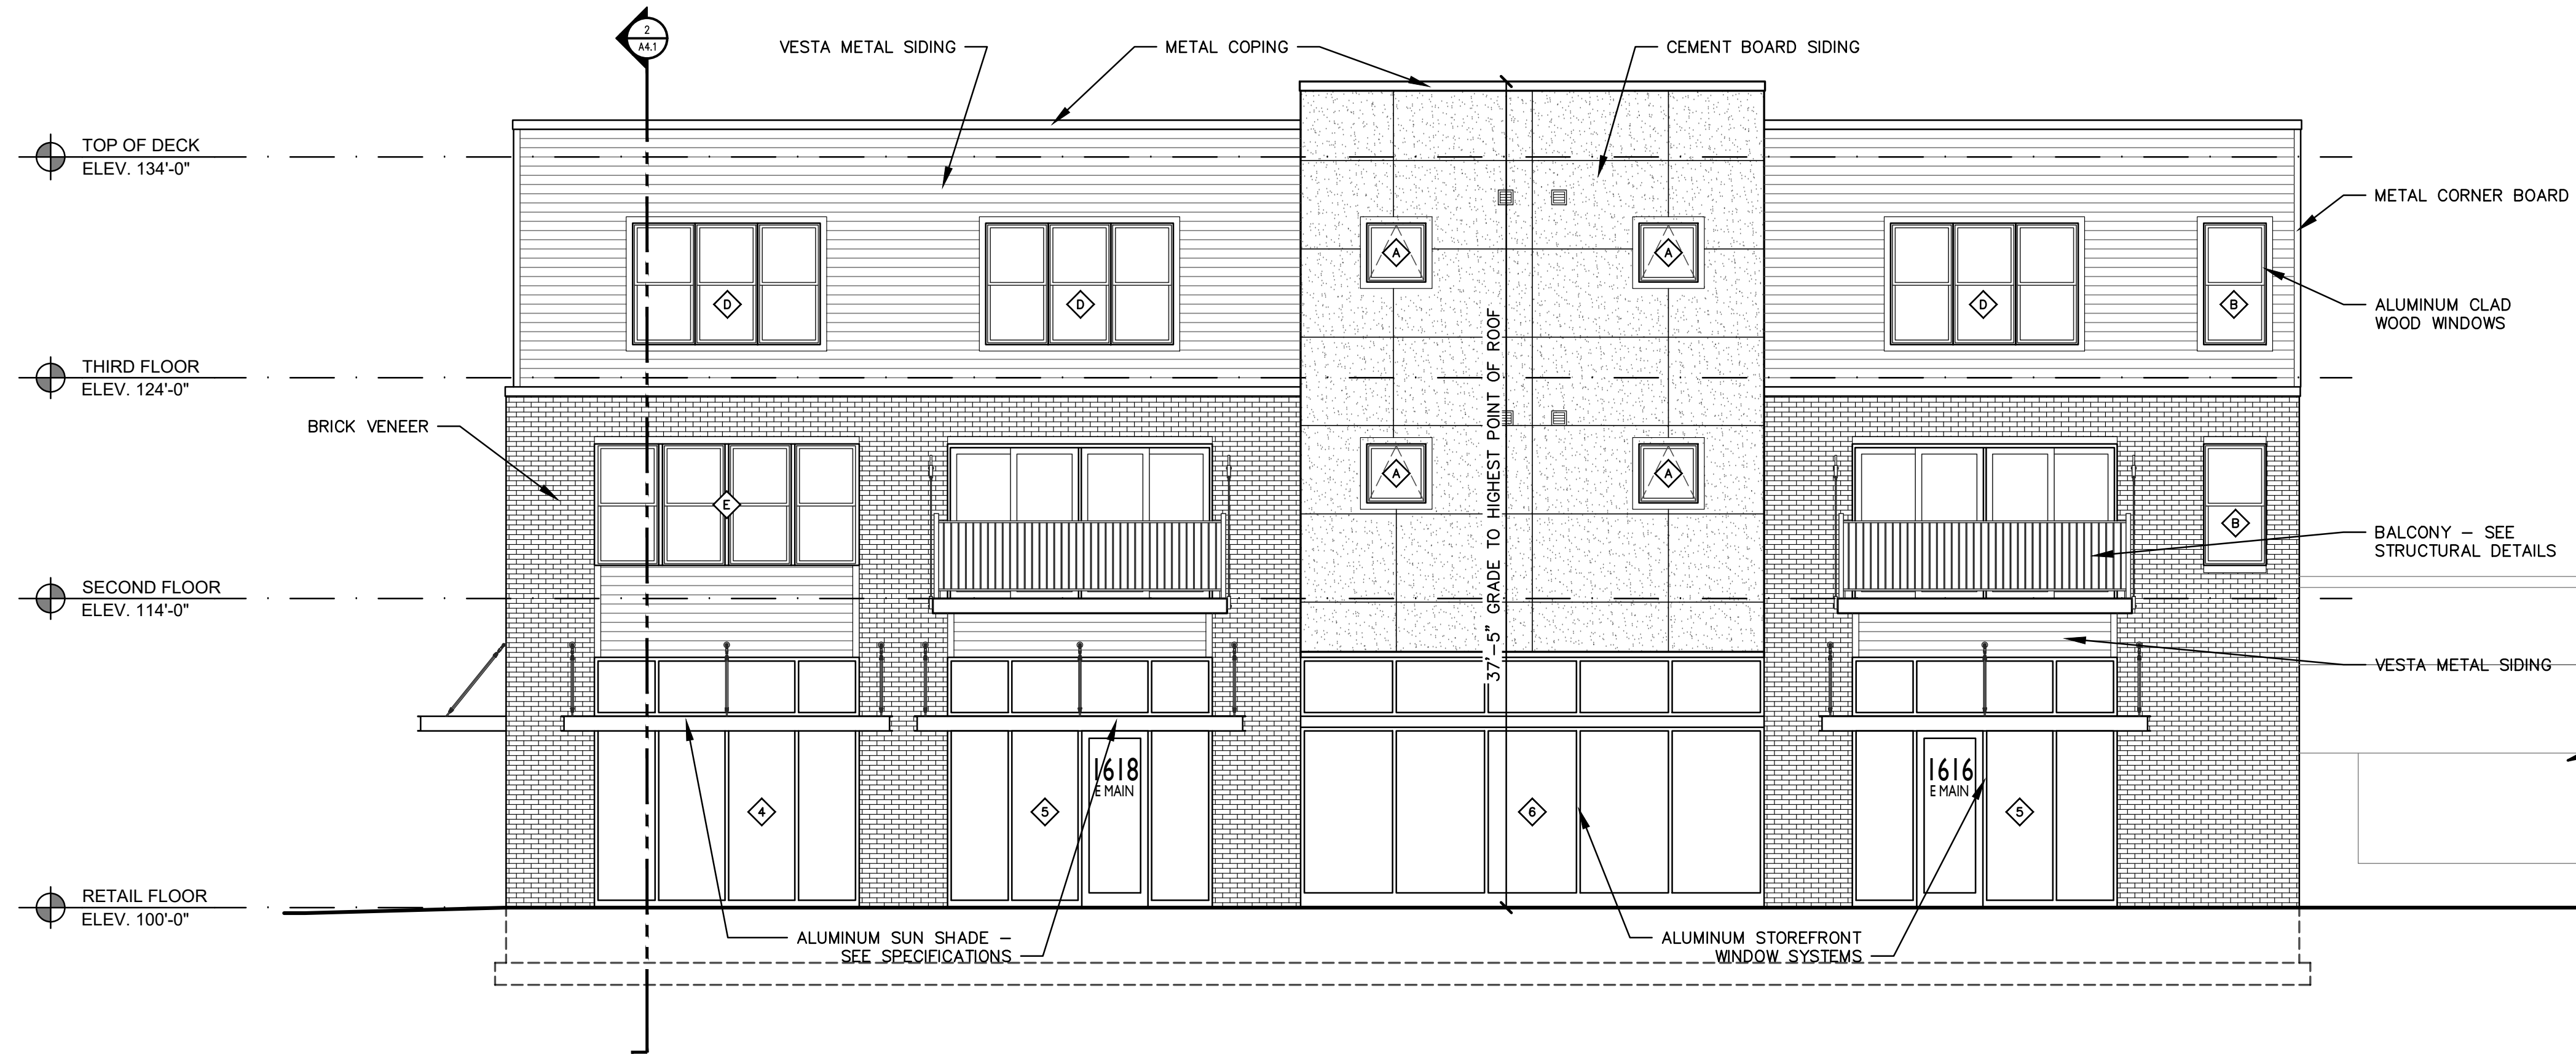 2
A4.1
VESTA METAL SIDING
METAL COPING
CEMENT BOARD SIDING
TOP OF DECK
ELEV. 134'-0"
METAL CORNER BOARD
A
A
D
D
D
B
ALUMINUM CLAD
WOOD WINDOWS
THIRD FLOOR
ELEV. 124'-0"
BRICK VENEER
37'-5" GRADE TO HIGHEST POINT OF ROOF
A
A
E
B
BALCONY – SEE
STRUCTURAL DETAILS
SECOND FLOOR
ELEV. 114'-0"
VESTA METAL SIDING
1618
E MAIN
1616
E MAIN
4
5
6
5
RETAIL FLOOR
ELEV. 100'-0"
ALUMINUM SUN SHADE –
SEE SPECIFICATIONS
ALUMINUM STOREFRONT
WINDOW SYSTEMS